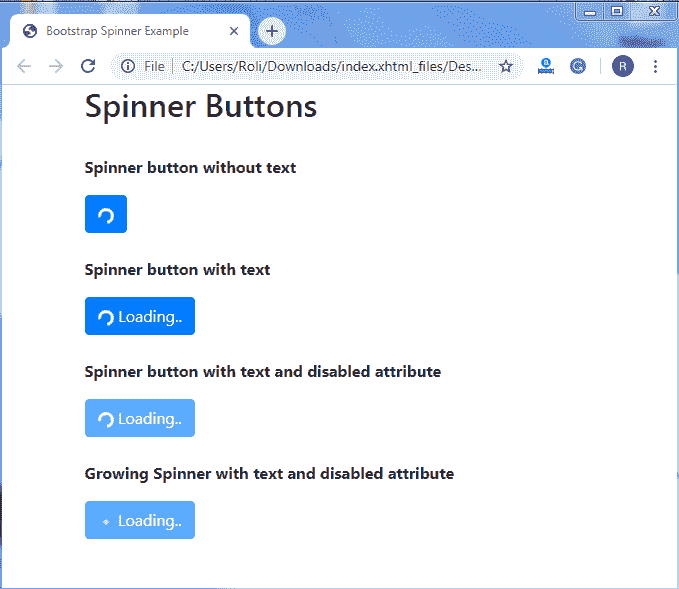 Bootstrap Spinner Example
File C:/Users/Roli/Downloads/index.xhtml_files/Des...
R
Spinner Buttons
Spinner button without text
Spinner button with text
Loading..
Spinner button with text and disabled attribute
Loading..
Growing Spinner with text and disabled attribute
Loading..